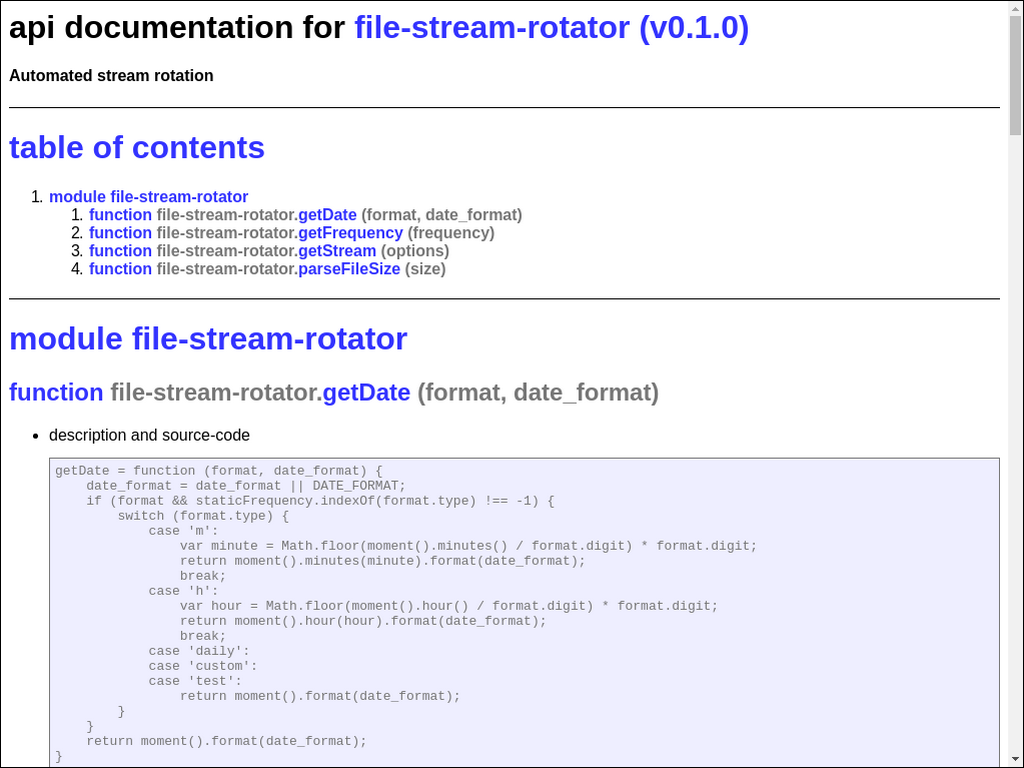 api documentation for file-stream-rotator (v0.1.0)
Automated stream rotation
table of contents
1. module file-stream-rotator
1. function file-stream-rotator.getDate (format, date_format)
2. function file-stream-rotator.getFrequency (frequency)
3. function file-stream-rotator.getStream (options)
4. function file-stream-rotator.parseFileSize (size)
module file-stream-rotator
function file-stream-rotator.getDate (format, date_format)
• description and source-code
getDate = function (format, date_format) {
    date_format = date_format || DATE_FORMAT;
    if (format && staticFrequency.indexOf(format.type) !== -1) {
        switch (format.type) {
            case 'm':
                var minute = Math.floor(moment().minutes() / format.digit) * format.digit;
                return moment().minutes(minute).format(date_format);
                break;
            case 'h':
                var hour = Math.floor(moment().hour() / format.digit) * format.digit;
                return moment().hour(hour).format(date_format);
                break;
            case 'daily':
            case 'custom':
            case 'test':
                return moment().format(date_format);
        }
    }
    return moment().format(date_format);
}